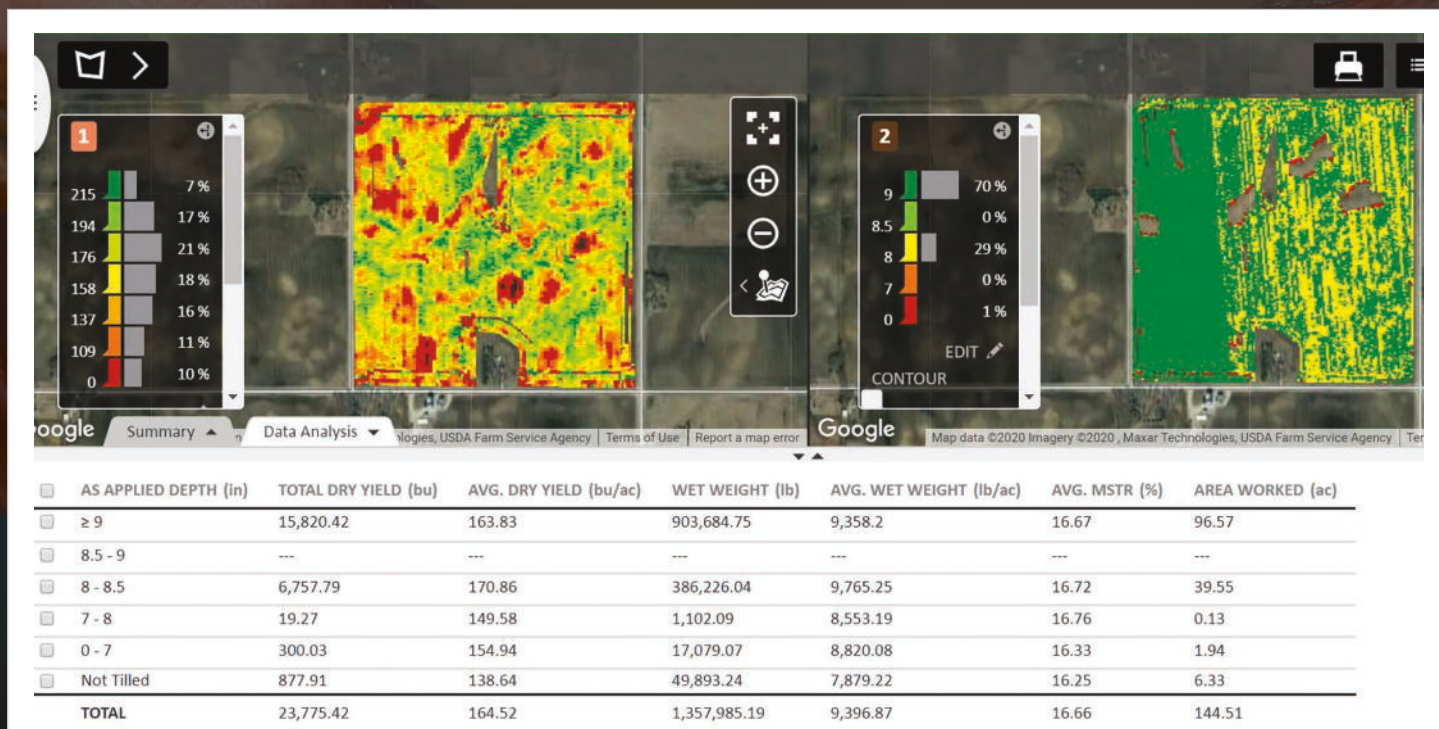 1
215 7 %
194 17 %
176 21 %
158 18 %
137 16 %
109 11 %
0 10 %
2
9 70 %
8.5 0 %
8 29 %
7 0 %
0 1 %
EDIT
CONTOUR
Summary Data Analysis
USDA Farm Service Agency Terms of Use Report a map error
Google
Map data ©2020 Imagery ©2020 , Maxar Technologies, USDA Farm Service Agency
AS APPLIED DEPTH (in) TOTAL DRY YIELD (bu) AVG. DRY YIELD (bu/ac) WET WEIGHT (lb) AVG. WET WEIGHT (lb/ac) AVG. MSTR (%) AREA WORKED (ac)
≥ 9 15,820.42 163.83 903,684.75 9,358.2 16.67 96.57
8.5 - 9 --- --- --- --- --- ---
8 - 8.5 6,757.79 170.86 386,226.04 9,765.25 16.72 39.55
7 - 8 19.27 149.58 1,102.09 8,553.19 16.76 0.13
0 - 7 300.03 154.94 17,079.07 8,820.08 16.33 1.94
Not Tilled 877.91 138.64 49,893.24 7,879.22 16.25 6.33
TOTAL 23,775.42 164.52 1,357,985.19 9,396.87 16.66 144.51